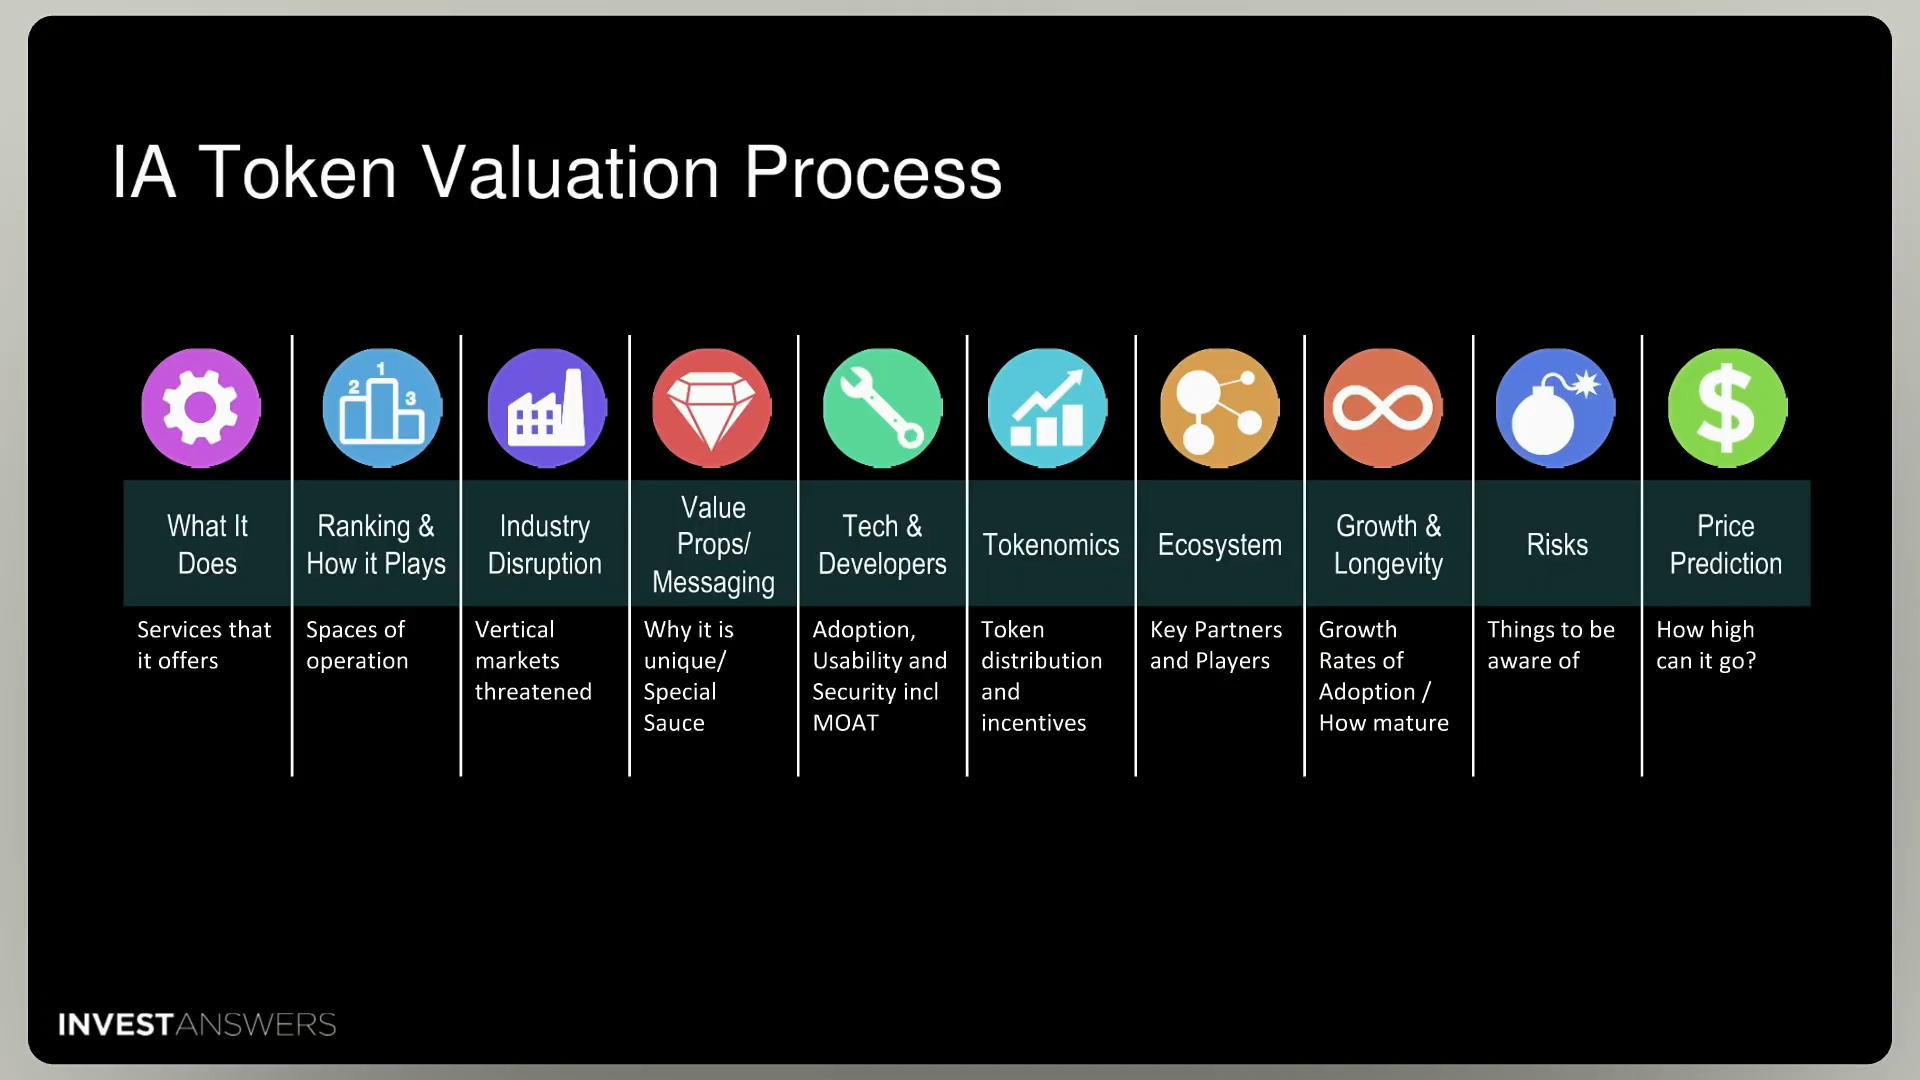 IA Token Valuation Process
1
2
3
What It
Does
Services that
it offers
Ranking &
How it Plays
Spaces of
operation
Industry
Disruption
Vertical
markets
threatened
Value
Props/
Messaging
Why it is
unique/
Special
Sauce
Tech &
Developers
Adoption,
Usability and
Security incl
MOAT
Tokenomics
Token
distribution
and
incentives
Ecosystem
Key Partners
and Players
Growth &
Longevity
Growth
Rates of
Adoption /
How mature
Risks
Things to be
aware of
$
Price
Prediction
How high
can it go?
INVESTANSWERS